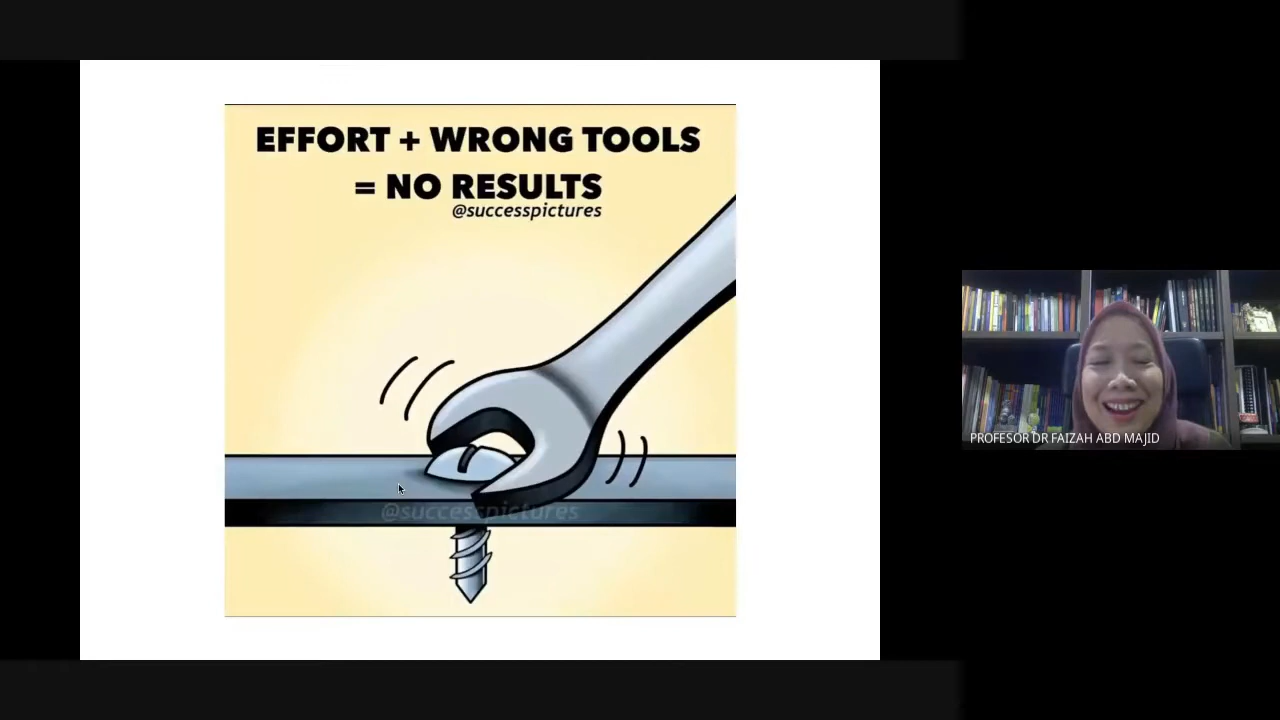 EFFORT + WRONG TOOLS
= NO RESULTS
@successpictures
@successpictures
PROFESOR DR FAIZAH ABD MAJID